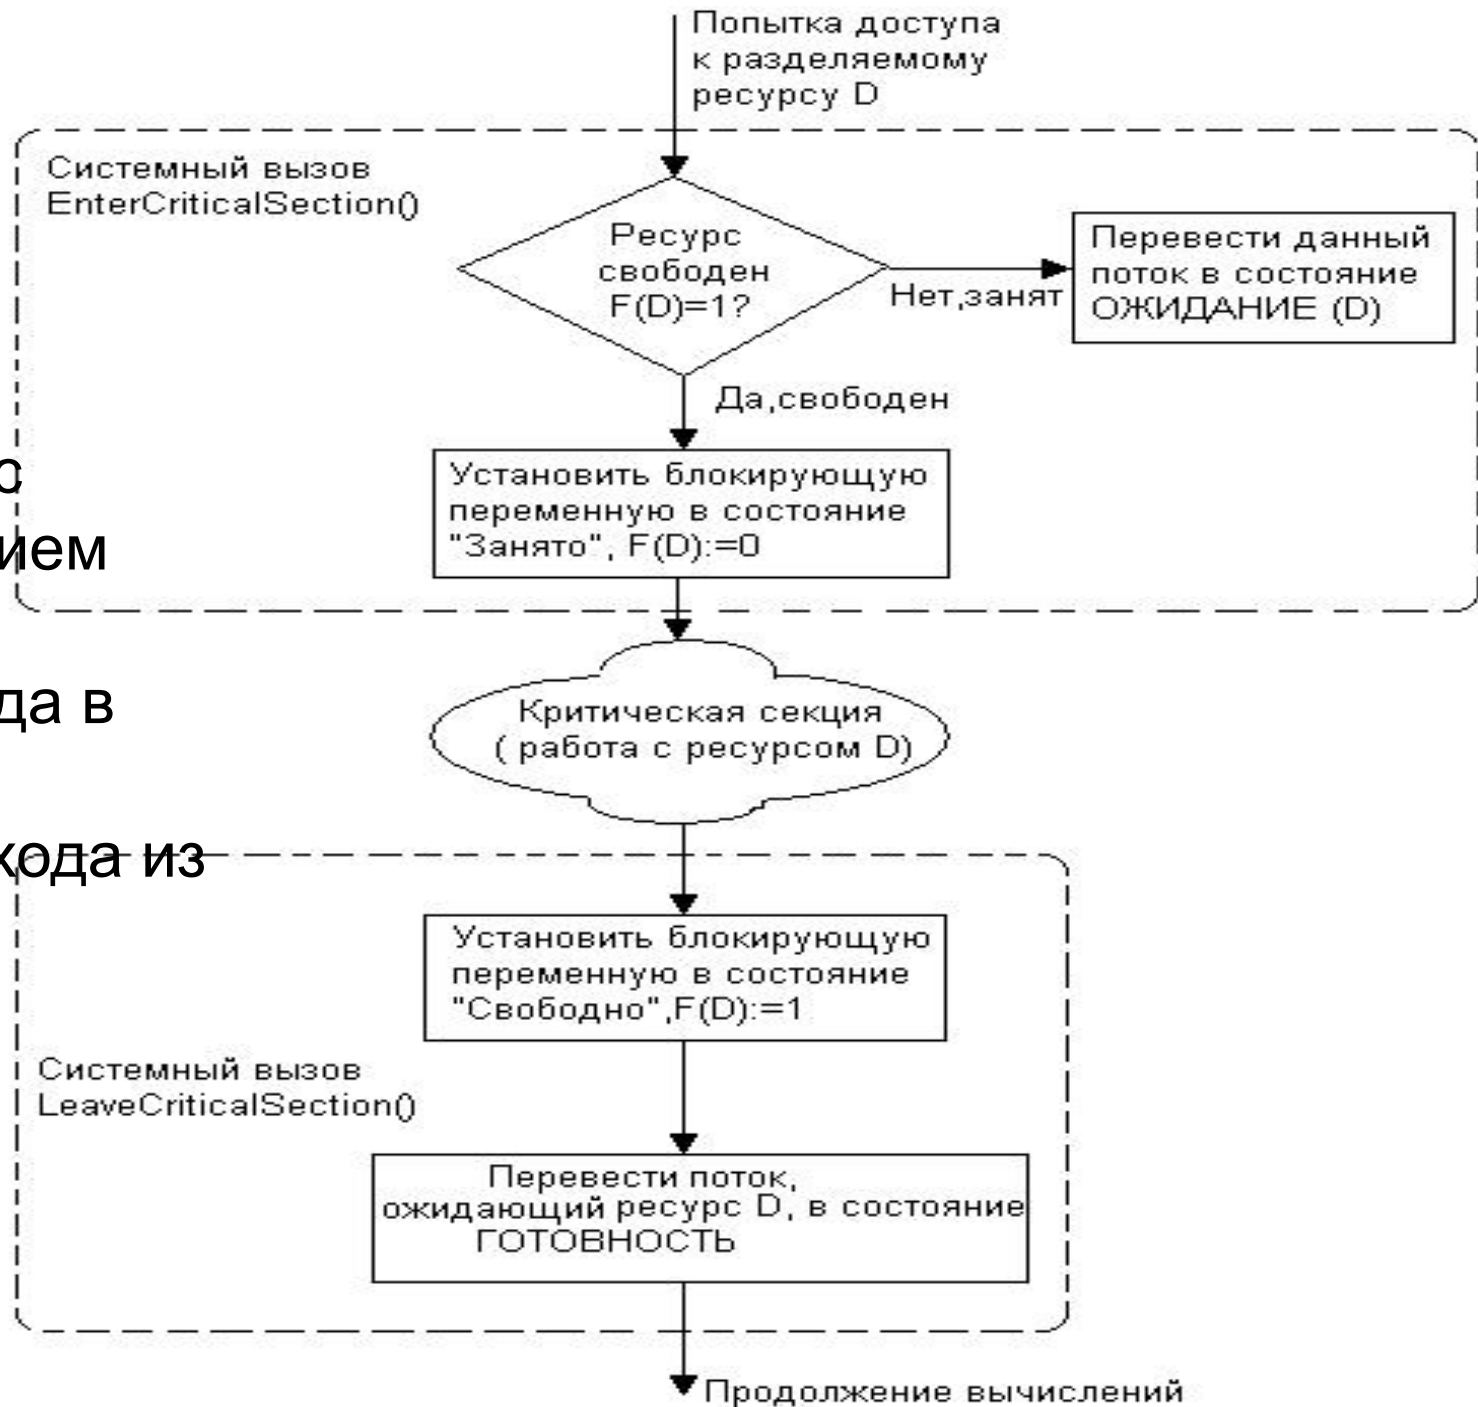 Попытка доступа
к разделяемому
ресурсу D
Системный вызов
EnterCriticalSection()
Ресурс
свободен
F(D)=1?
Нет,занят
Перевести данный
поток в состояние
ОЖИДАНИЕ (D)
Да,свободен
с
Установить блокирующую
переменную в состояние
"Занято", F(D):=0
ием
да в
Критическая секция
( работа с ресурсом D)
хода из
Установить блокирующую
переменную в состояние
"Свободно",F(D):=1
Системный вызов
LeaveCriticalSection()
Перевести поток,
ожидающий ресурс D, в состояние
ГОТОВНОСТЬ
Продолжение вычислений